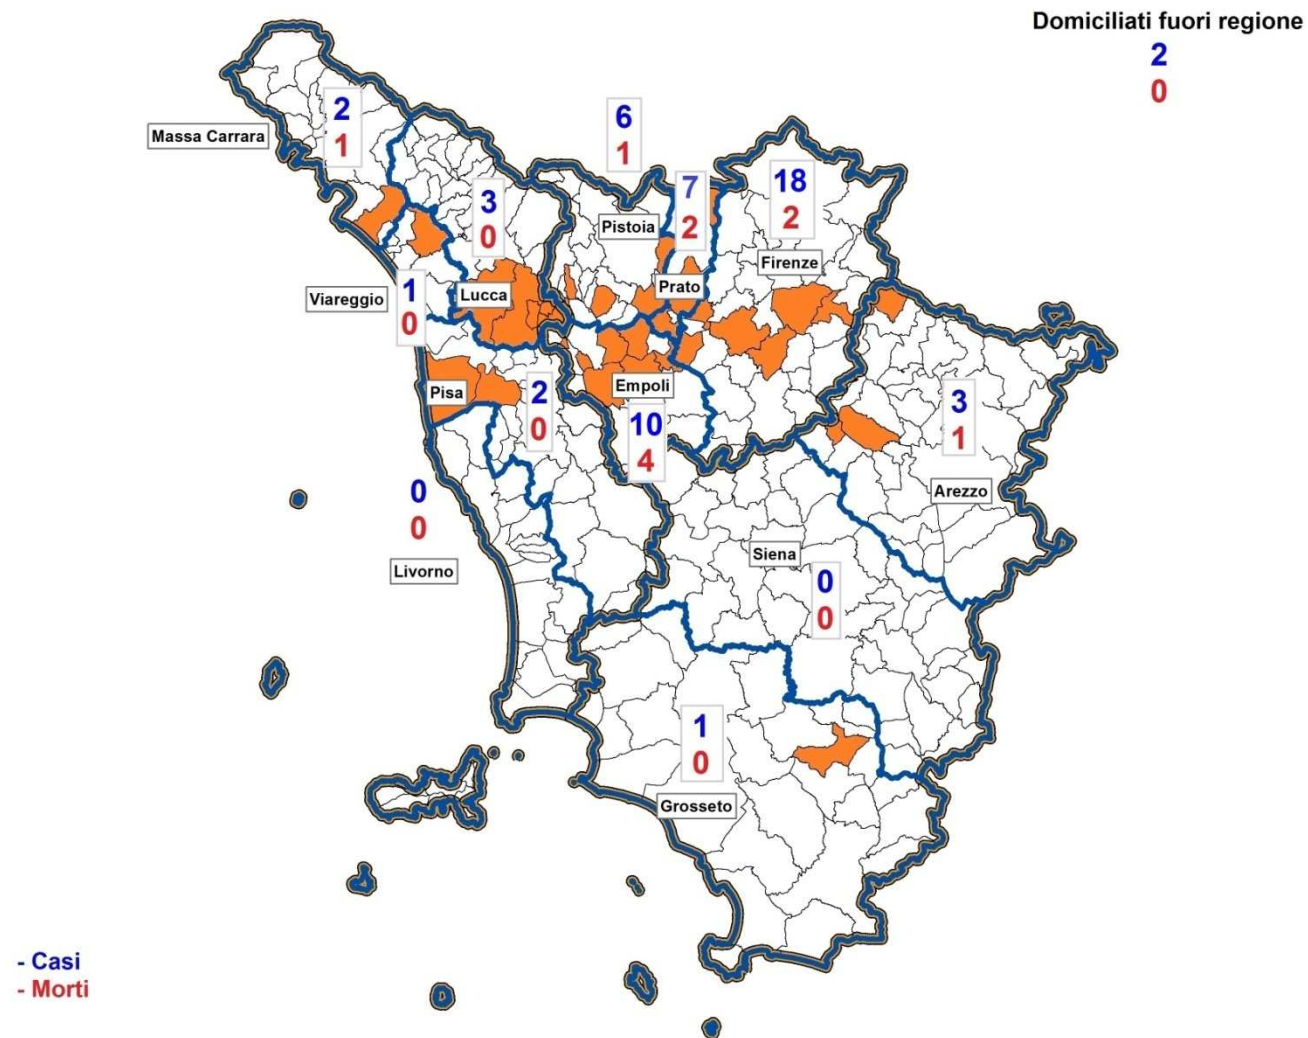 Domiciliati fuori regione
2
0
2
1
Massa Carrara
6
1
3
0
Pistoia
7
2
18
2
Firenze
Prato
Viareggio
1
0
Lucca
Pisa
2
0
Empoli
10
4
3
1
Arezzo
0
0
Livorno
Siena
0
0
1
0
Grosseto
- Casi
- Morti